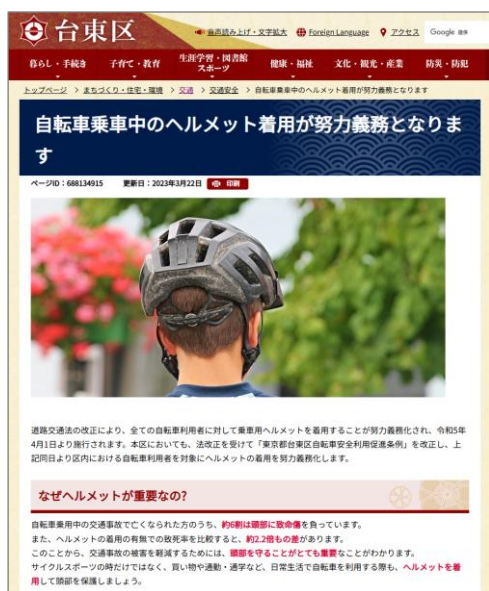 台東区
音声読み上げ・文字拡大 Foreign Language アクセス Google 提供
暮らし・手続き 子育て・教育 生涯学習・図書館 スポーツ 健康・福祉 文化・観光・産業 防災・防犯
トップページ > まちづくり・住宅・環境 > 交通 > 交通安全 > 自転車乗車中のヘルメット着用が努力義務となります
自転車乗車中のヘルメット着用が努力義務となりま
す
ページID:688134915 更新日:2023年3月22日 印刷
道路交通法の改正により、全ての自転車利用者に対して乗車用ヘルメットを着用することが努力義務化され、令和5年
4月1日より施行されます。本区においても、法改正を受けて「東京都台東区自転車安全利用促進条例」を改正し、上
記同日より区内における自転車利用者を対象にヘルメットの着用を努力義務化します。
なぜヘルメットが重要なの?
自転車乗用中の交通事故で亡くなられた方のうち、約6割は頭部に致命傷を負っています。
また、ヘルメットの着用の有無での致死率を比較すると、約2.2倍もの差があります。
このことから、交通事故の被害を軽減するためには、頭部を守ることがとても重要なことがわかります。
サイクルスポーツの時だけではなく、買い物や通勤・通学など、日常生活で自転車を利用する際も、ヘルメットを着
用して頭部を保護しましょう。